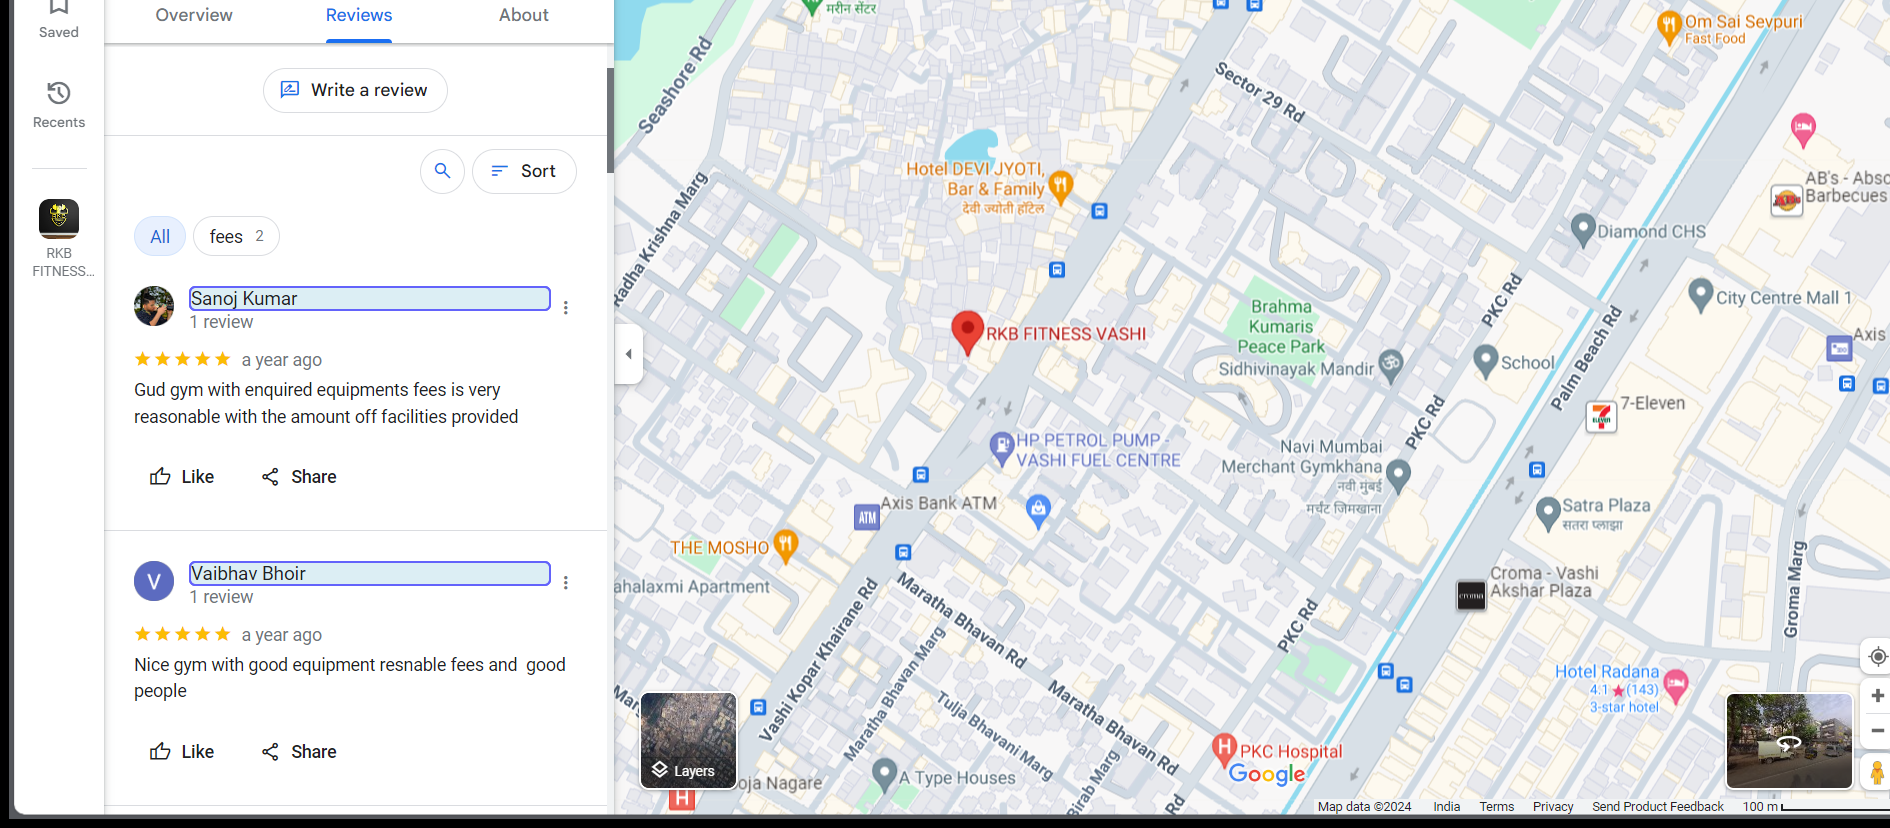 Saved
Recents
RKB
FITNESS...
Overview
Reviews
About
Write a review
Sort
All
fees 2
Sanoj Kumar
1 review
a year ago
Gud gym with enquired equipments fees is very
reasonable with the amount off facilities provided
Like
Share
V
Vaibhav Bhoir
1 review
a year ago
Nice gym with good equipment resnable fees and good
people
Like
Share
मरीन सेंटर
Seashore Rd
Sector 29 Rd
Om Sai Sevpuri
Fast Food
Hotel DEVI JYOTI,
Bar & Family
देवी ज्योती हॉटेल
Radha Krishna Marg
AB's - Abso
Barbecues
Diamond CHS
City Centre Mall 1
PKC Rd
Brahma
Kumaris
Peace Park
RKB FITNESS VASHI
Sidhivinayak Mandir
School
Palm Beach Rd
Axis
7-Eleven
ELEVEN
PKC Rd
HP PETROL PUMP -
VASHI FUEL CENTRE
Navi Mumbai
Merchant Gymkhana
नवी मुंबई
मर्चंट जिमखाना
Axis Bank ATM
ATM
Satra Plaza
सतरा प्लाझा
THE MOSHO
ahalaxmi Apartment
Croma - Vashi
Akshar Plaza
croma
Groma Marg
Maratha Bhavan Rd
PKC Rd
Vashi Kopar Khairane Rd
Maratha Bhavan Marg
Tulja Bhavani Marg
Maratha Bhavan Rd
Birab Marg
Rd
Hotel Radana
4.1 ★ (143)
3-star hotel
H
PKC Hospital
Google
A Type Houses
oja Nagare
H
Layers
Map data ©2024
India
Terms
Privacy
Send Product Feedback
100 m